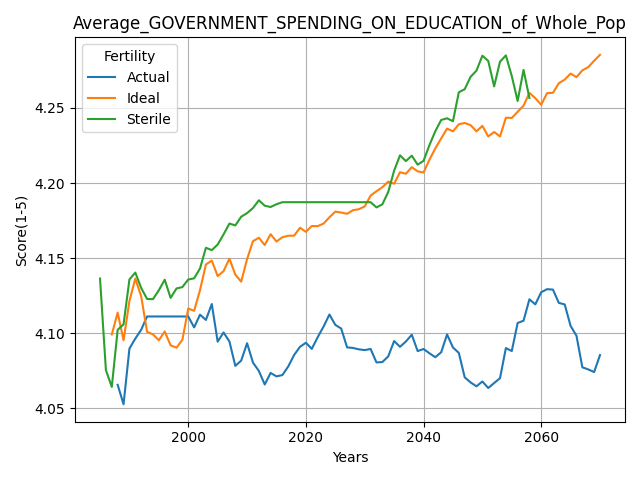 Average_GOVERNMENT_SPENDING_ON_EDUCATION_of_Whole_Pop
Fertility
Actual
Ideal
Sterile
4.25
4.20
4.15
4.10
4.05
Score(1-5)
2000 2020 2040 2060
Years